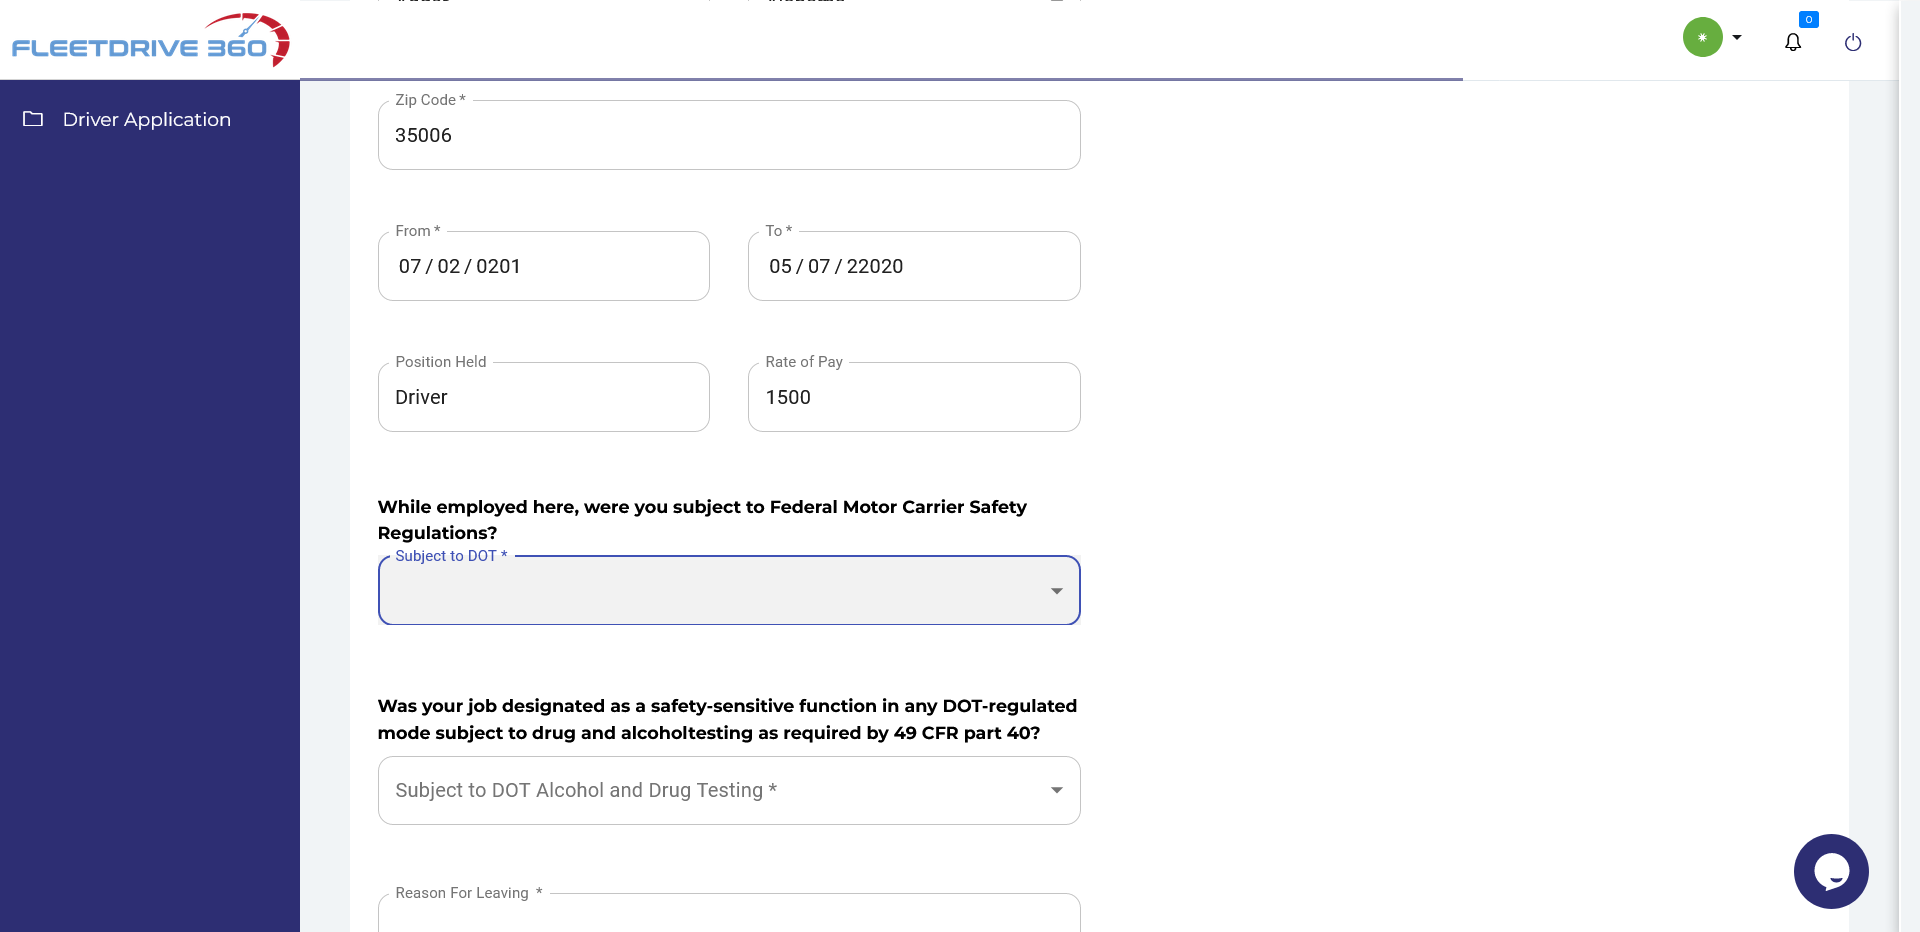 FLEETDRIVE 360
0
Driver Application
Zip Code *
35006
From *
To *
07 / 02 / 0201
05 / 07 / 22020
Position Held
Rate of Pay
Driver
1500
While employed here, were you subject to Federal Motor Carrier Safety
Regulations?
Subject to DOT *
Was your job designated as a safety-sensitive function in any DOT-regulated
mode subject to drug and alcoholtesting as required by 49 CFR part 40?
Subject to DOT Alcohol and Drug Testing *
Reason For Leaving *